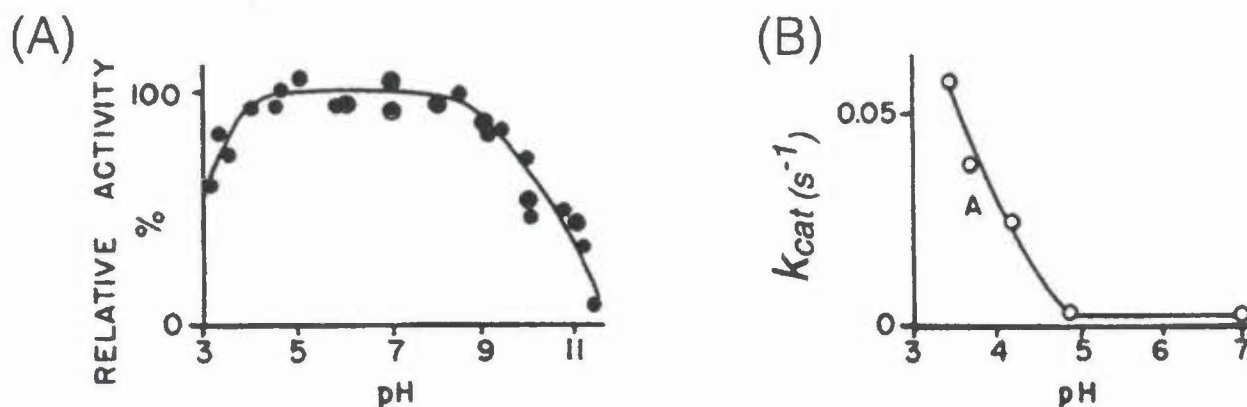 (A)
RELATIVE ACTIVITY
%
100
0
3 5 7 9 11
pH
(B)
kcat (s-1)
0.05
0
A
3 4 5 6 7
pH